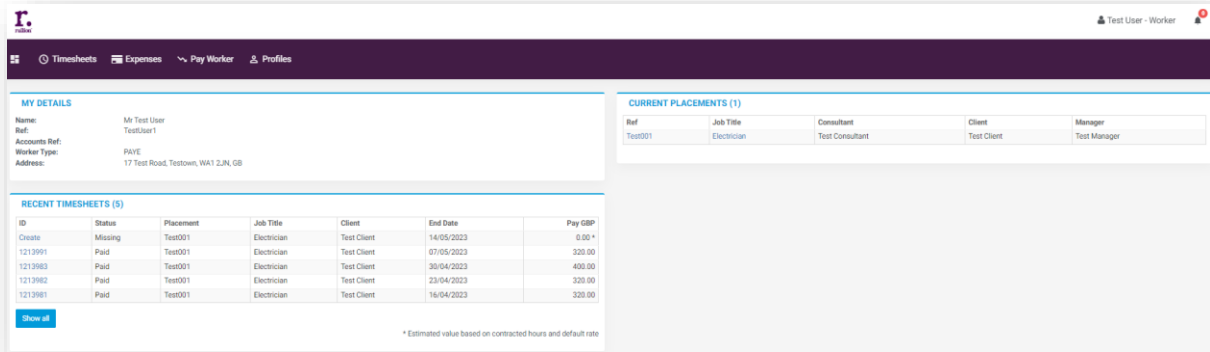 r.
million
Test User - Worker
0
Timesheets Expenses Pay Worker Profiles
MY DETAILS
Name: Mr Test User
Ref: TestUser1
Accounts Ref:
Worker Type: PAYE
Address: 17 Test Road, Testown, WA1 2JN, GB
CURRENT PLACEMENTS (1)
Ref Job Title Consultant Client Manager
Test001 Electrician Test Consultant Test Client Test Manager
RECENT TIMESHEETS (5)
ID Status Placement Job Title Client End Date Pay GBP
Create Missing Test001 Electrician Test Client 14/05/2023 0.00 *
1213991 Paid Test001 Electrician Test Client 07/05/2023 320.00
1213983 Paid Test001 Electrician Test Client 30/04/2023 400.00
1213982 Paid Test001 Electrician Test Client 23/04/2023 320.00
1213981 Paid Test001 Electrician Test Client 16/04/2023 320.00
Show all
* Estimated value based on contracted hours and default rate